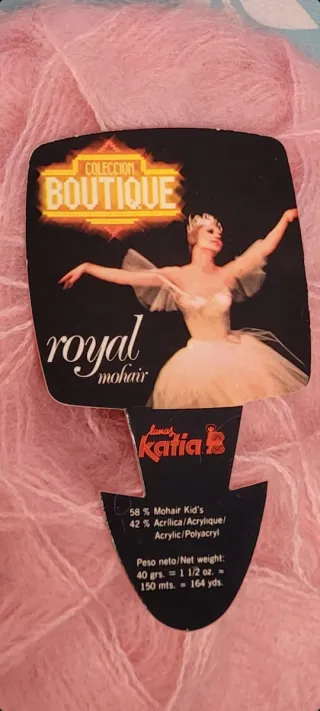 COLECCION
BOUTIQUE
royal
mohair
lanas
katia
58 % Mohair Kid's
42 % Acrílica/Acrylique/
Acrylic/Polyacryl
Peso neto/Net weight:
40 grs. = 1 1/2 oz. =
150 mts. = 164 yds.